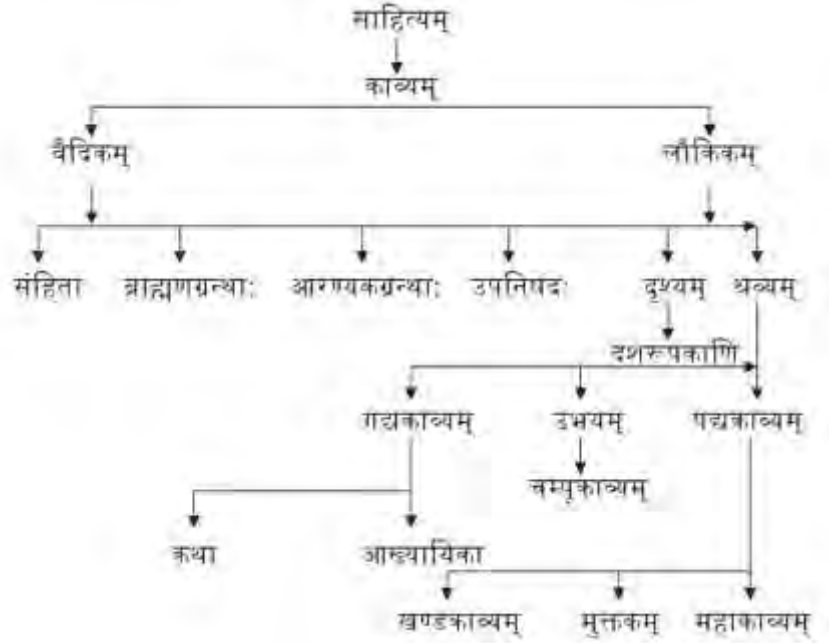 साहित्यम्
काव्यम्
वैदिकम् लौकिकम्
संहिता ब्राह्मणग्रन्थाः आरण्यकग्रन्थाः उपनिषदः दृश्यम् श्रव्यम्
दशरूपकाणि
गद्यकाव्यम् उभयम् पद्यकाव्यम्
चम्पूकाव्यम्
कथा आख्यायिका
खण्डकाव्यम् मुक्तकम् महाकाव्यम्